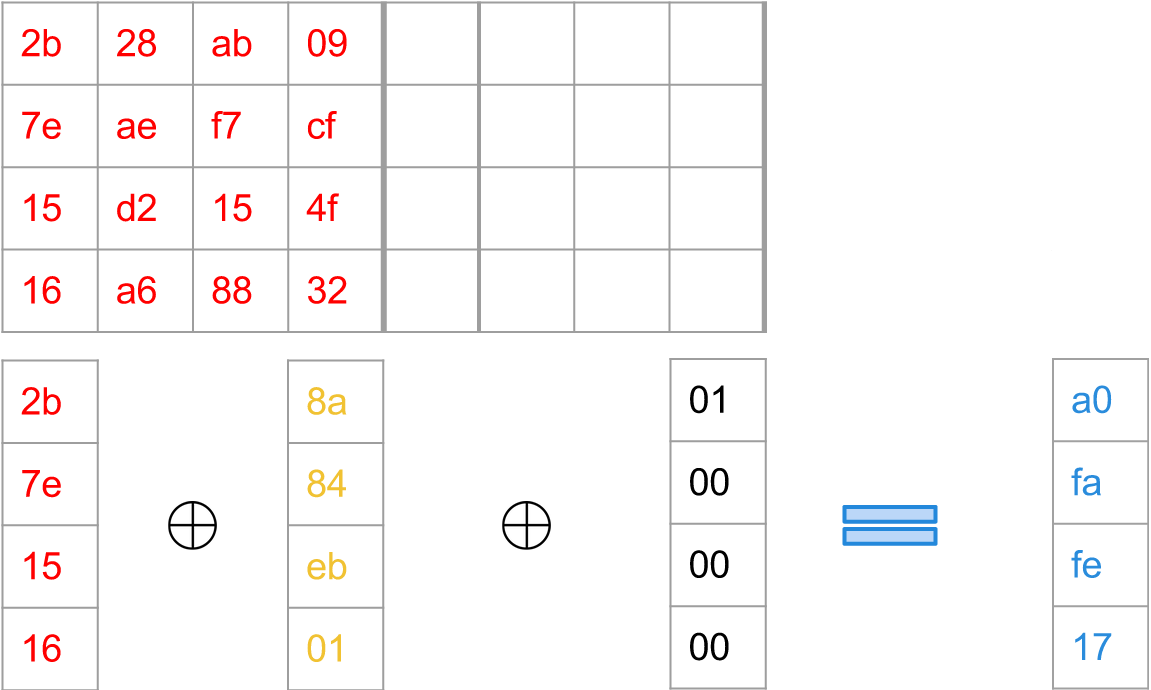 2b 28 ab 09
7e ae f7 cf
15 d2 15 4f
16 a6 88 32
2b 8a 01 a0
7e 84 00 fa
15 eb 00 fe
16 01 00 17